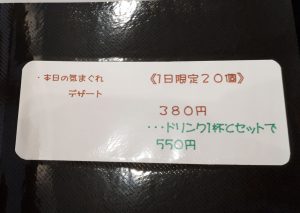 ・本日の気まぐれ 《1日限定20個》
デザート
380円
・・・ドリンク1杯とセットで
550円